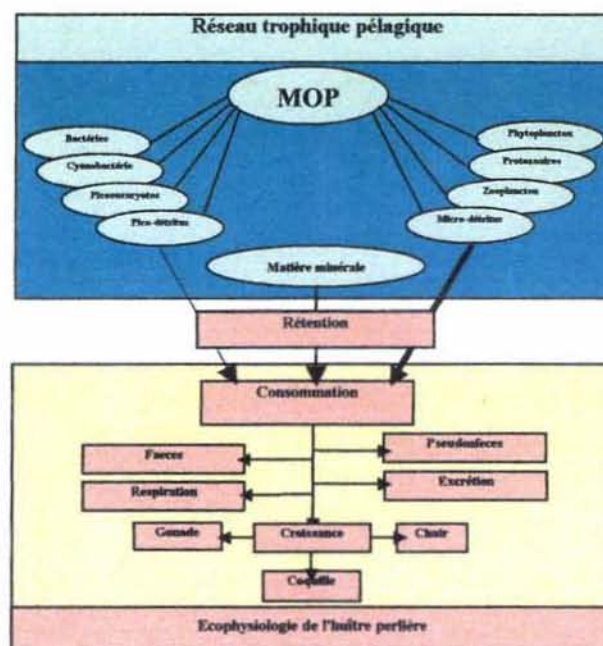 Réseau trophique pélagique
MOP
Bactéries
Cyanobactérie
Picoeucaryotes
Pico-détritus
Phytoplancton
Protozoaires
Zooplancton
Micro-détritus
Matière minérale
Rétention
Consommation
Faeces
Pseudofeces
Respiration
Excrétion
Gonade
Croissance
Chair
Coquille
Ecophysiologie de l'huître perlière